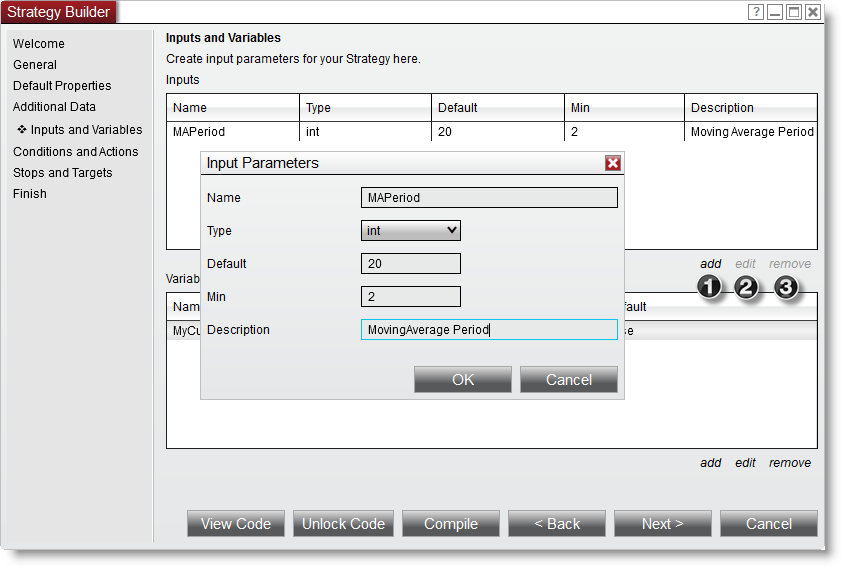 Strategy Builder
?
Welcome
General
Default Properties
Additional Data
Inputs and Variables
Conditions and Actions
Stops and Targets
Finish
Inputs and Variables
Create input parameters for your Strategy here.
Inputs
Name Type Default Min Description
MAPeriod int 20 2 Moving Average Period
Input Parameters
Name MAPeriod
Type int
Default 20
Min 2
Description MovingAverage Period
OK Cancel
add edit remove
1 2 3
Variab
Nam fault
MyCu se
add edit remove
View Code Unlock Code Compile < Back Next > Cancel